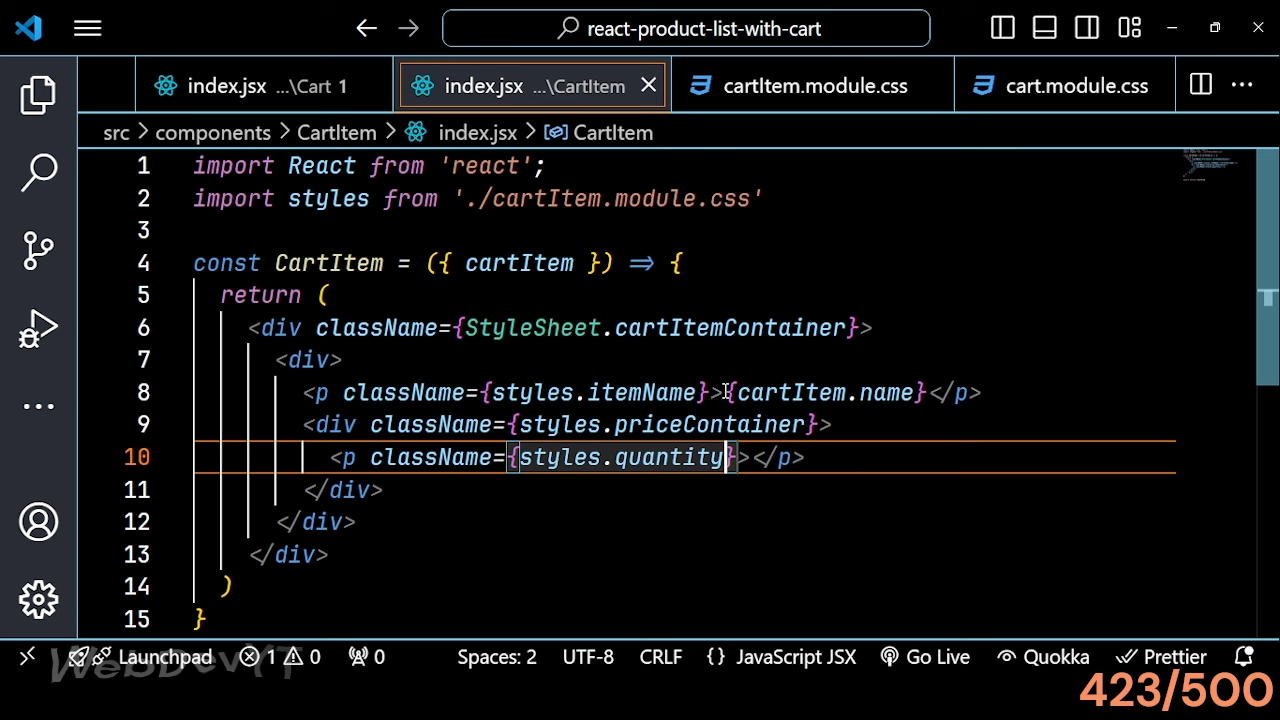 react-product-list-with-cart
index.jsx ...\Cart 1
index.jsx ...\CartItem
cartItem.module.css
cart.module.css
src > components > CartItem > index.jsx > CartItem
1 import React from 'react';
2 import styles from './cartItem.module.css'
3
4 const CartItem = ({ cartItem }) => {
5 return (
6 <div className={StyleSheet.cartItemContainer}>
7 <div>
8 <p className={styles.itemName}>{cartItem.name}</p>
9 <div className={styles.priceContainer}>
10 <p className={styles.quantity}></p>
11 </div>
12 </div>
13 </div>
14 )
15 }
Launchpad 1 0 0 Spaces: 2 UTF-8 CRLF {} JavaScript JSX Go Live Quokka Prettier
WebDevYT
423/500